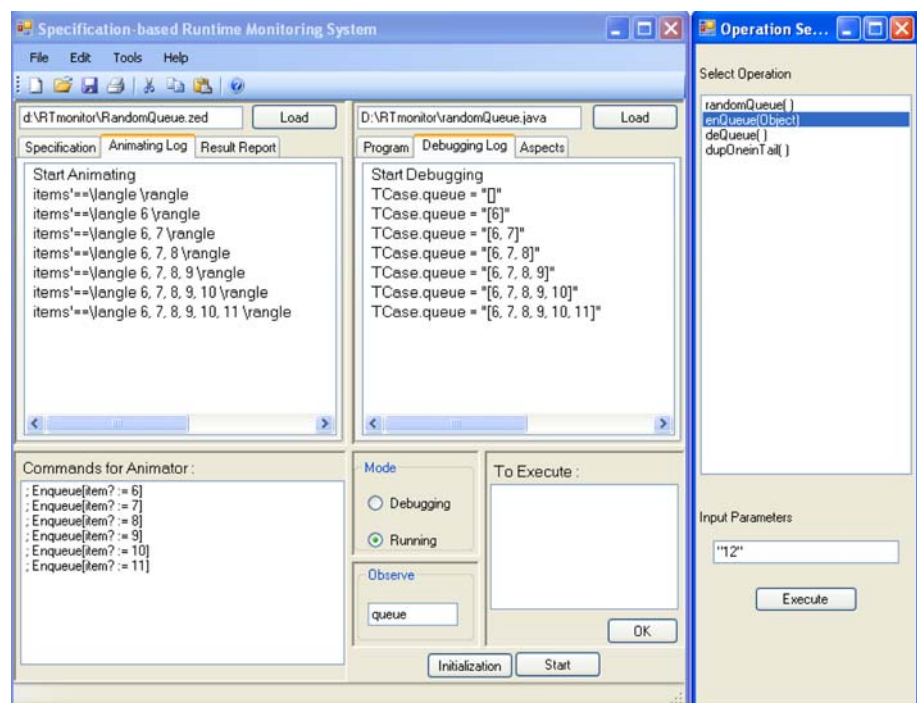 Specification-based Runtime Monitoring System
File Edit Tools Help
d:\RTmonitor\RandomQueue.zed Load
Specification Animating Log Result Report
Start Animating
items'==\langle \rangle
items'==\langle 6 \rangle
items'==\langle 6, 7 \rangle
items'==\langle 6, 7, 8 \rangle
items'==\langle 6, 7, 8, 9 \rangle
items'==\langle 6, 7, 8, 9, 10 \rangle
items'==\langle 6, 7, 8, 9, 10, 11 \rangle
D:\RTmonitor\randomQueue.java Load
Program Debugging Log Aspects
Start Debugging
TCase.queue = "[]"
TCase.queue = "[6]"
TCase.queue = "[6, 7]"
TCase.queue = "[6, 7, 8]"
TCase.queue = "[6, 7, 8, 9]"
TCase.queue = "[6, 7, 8, 9, 10]"
TCase.queue = "[6, 7, 8, 9, 10, 11]"
Commands for Animator :
; Enqueue[item? := 6]
; Enqueue[item? := 7]
; Enqueue[item? := 8]
; Enqueue[item? := 9]
; Enqueue[item? := 10]
; Enqueue[item? := 11]
Mode
Debugging
Running
Observe
queue
To Execute :
OK
Initialization Start
Operation Se...
Select Operation
randomQueue( )
enQueue(Object)
deQueue( )
dupOneinTail( )
Input Parameters
"12"
Execute